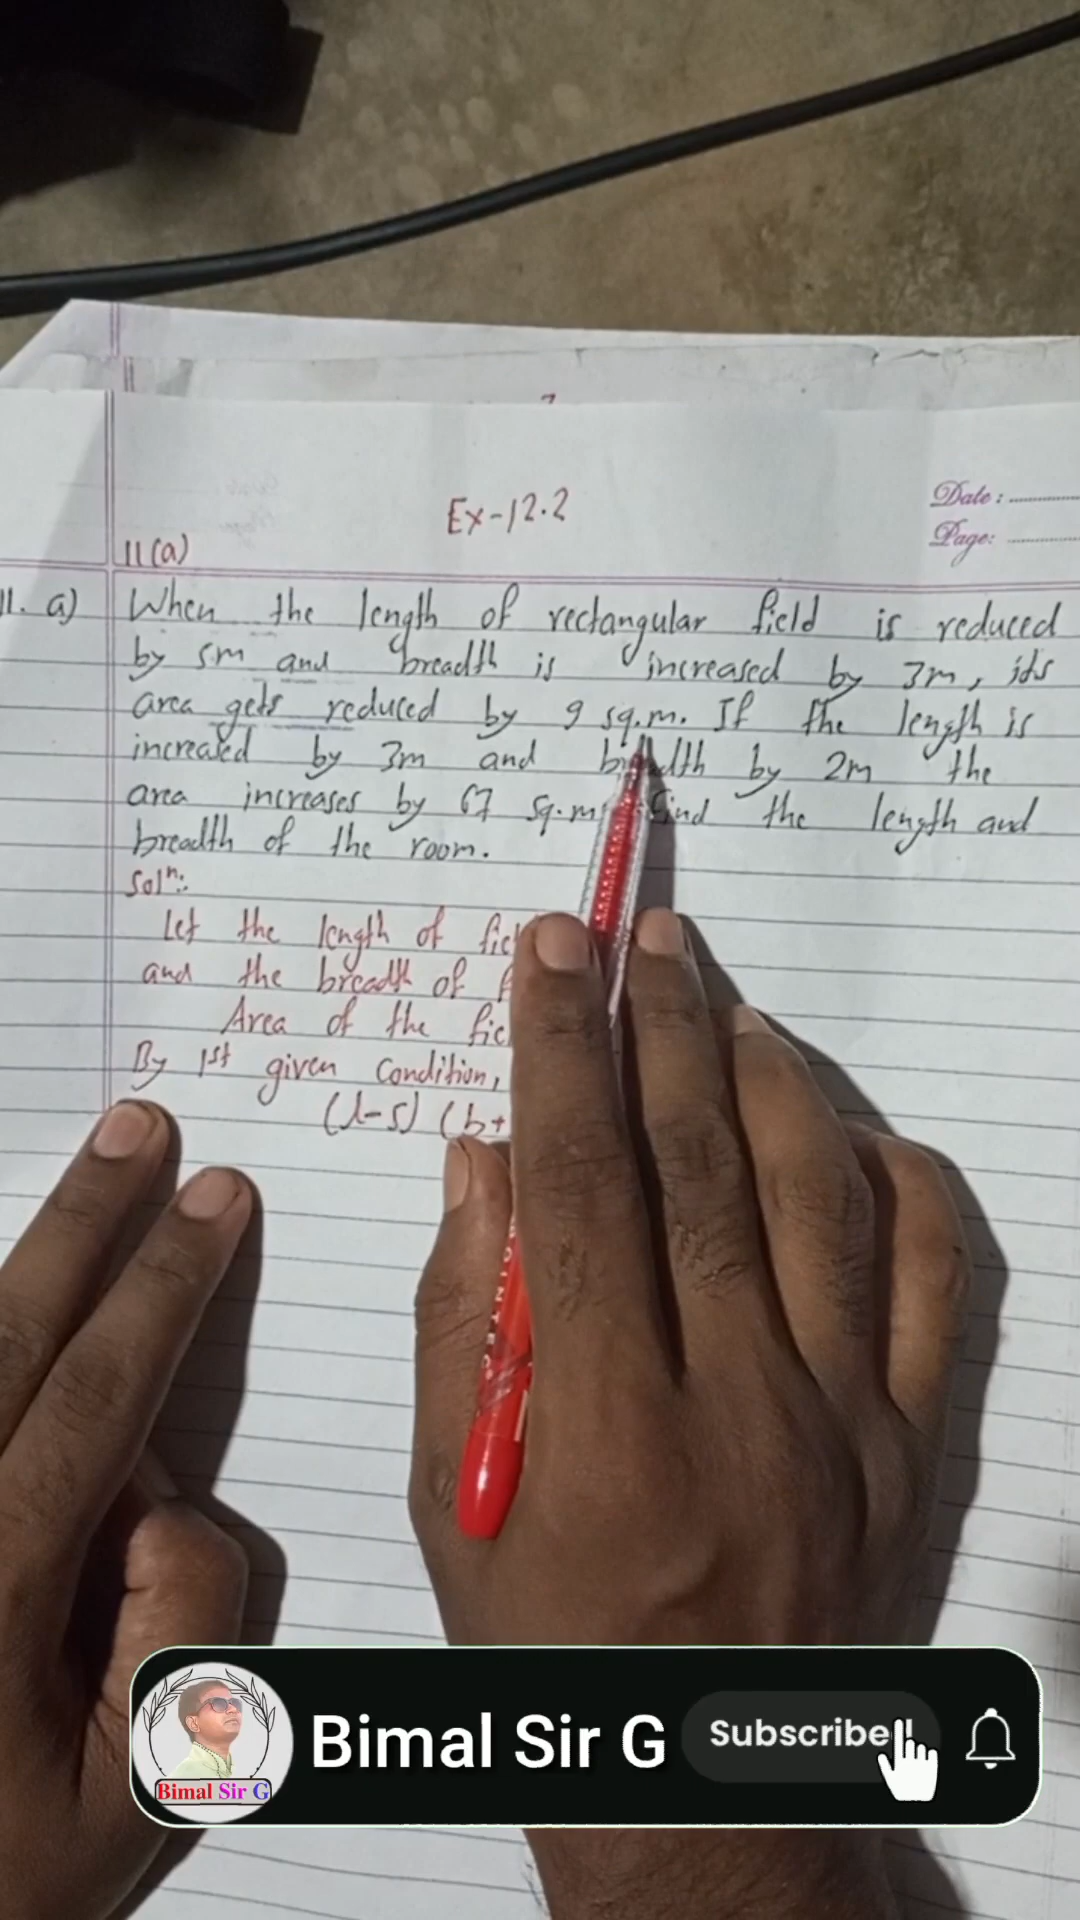 Ex-12.2
Date:
Page:
11(a)
11. a) When the length of rectangular field is reduced
by 5m and breadth is increased by 3m, its
area gets reduced by 9 sq.m. If the length is
increased by 3m and breadth by 2m the
area increases by 67 sq.m. Find the length and
breadth of the room.
Solⁿ:
Let the length of
and the breadth of
Area of the
By 1st given condition,
(l-5) (b+
POINTEC
Bimal Sir G
Bimal Sir G
Subscribe